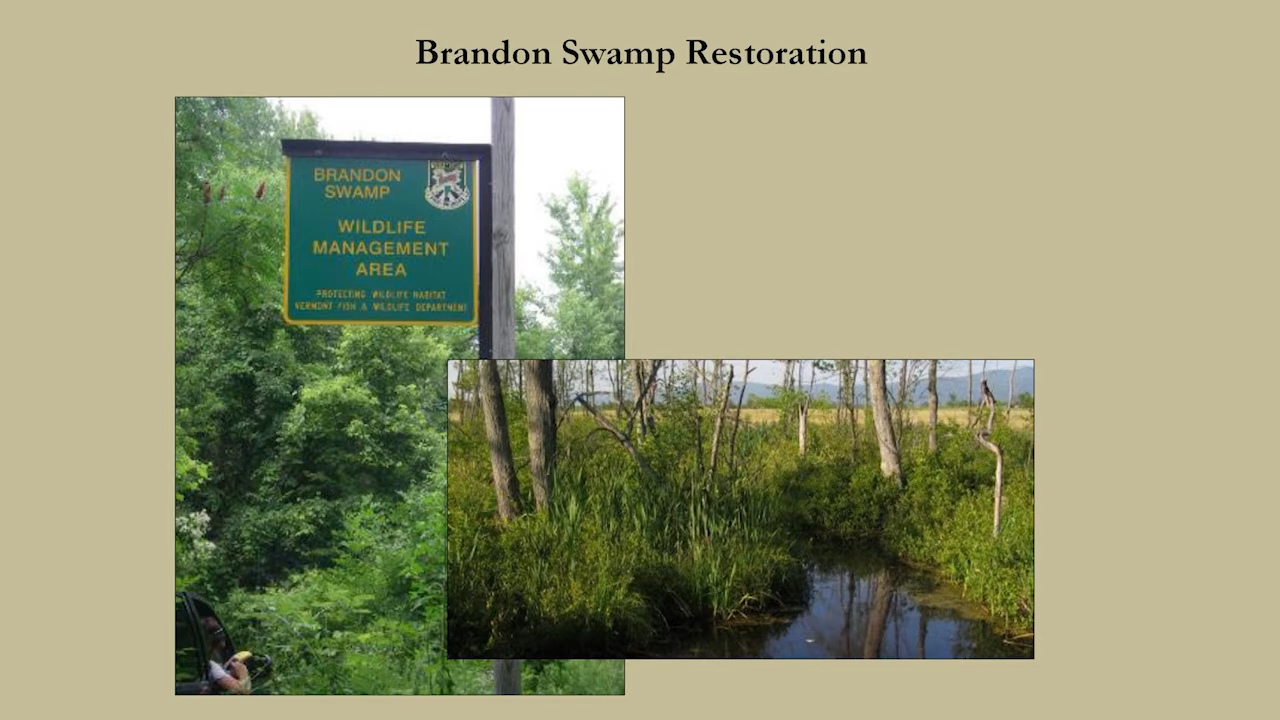 Brandon Swamp Restoration
BRANDON
SWAMP
WILDLIFE
MANAGEMENT
AREA
PROTECTING WILDLIFE HABITAT
VERMONT FISH & WILDLIFE DEPARTMENT